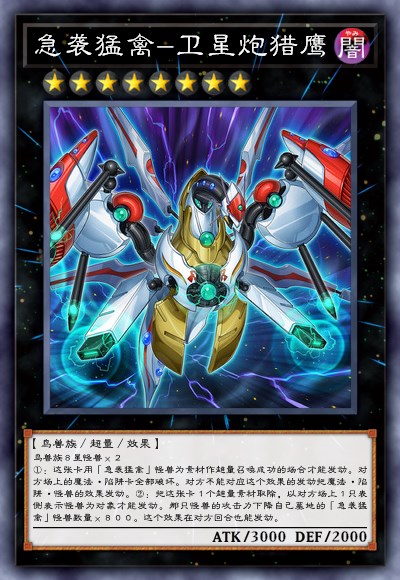 急袭猛禽-卫星炮猎鹰
やみ
闇
【鸟兽族/超量/效果】
鸟兽族8星怪兽×2
①：这张卡用「急袭猛禽」怪兽为素材作超量召唤成功的场合才能发动。对
方场上的魔法·陷阱卡全部破坏。对方不能对应这个效果的发动把魔法·陷
阱·怪兽的效果发动。②：把这张卡1个超量素材取除，以对方场上1只表
侧表示怪兽为对象才能发动。那只怪兽的攻击力下降自己墓地的「急袭猛
禽」怪兽数量×800。这个效果在对方回合也能发动。
ATK/3000 DEF/2000